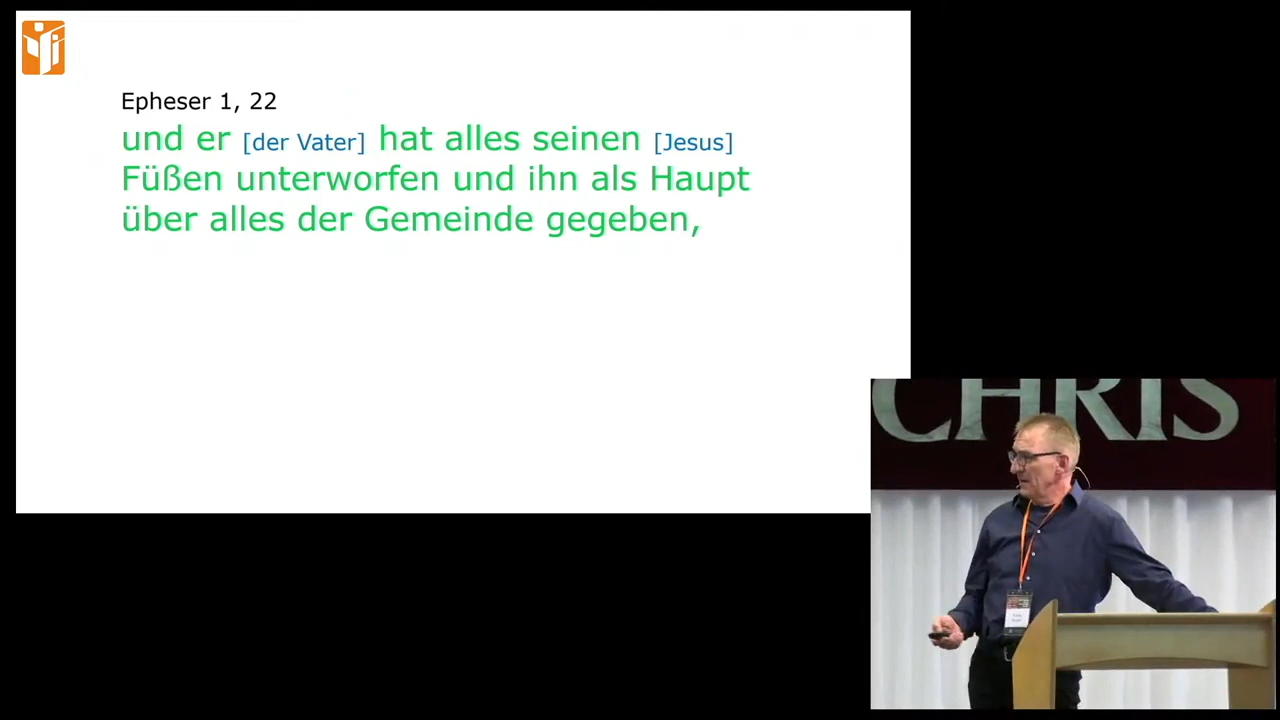 Epheser 1, 22
und er [der Vater] hat alles seinen [Jesus]
Füßen unterworfen und ihn als Haupt
über alles der Gemeinde gegeben,
CHRIS